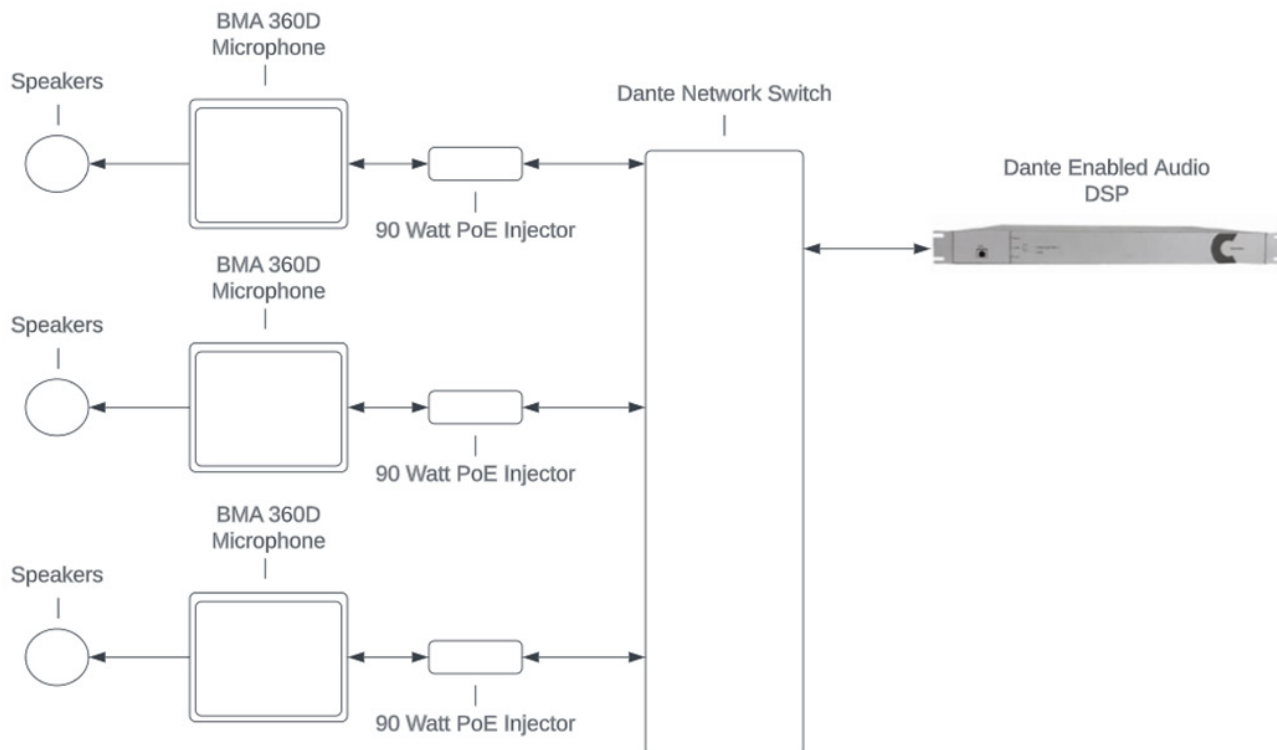 BMA 360D
Microphone
Speakers
Dante Network Switch
Dante Enabled Audio
DSP
90 Watt PoE Injector
BMA 360D
Microphone
Speakers
90 Watt PoE Injector
BMA 360D
Microphone
Speakers
90 Watt PoE Injector